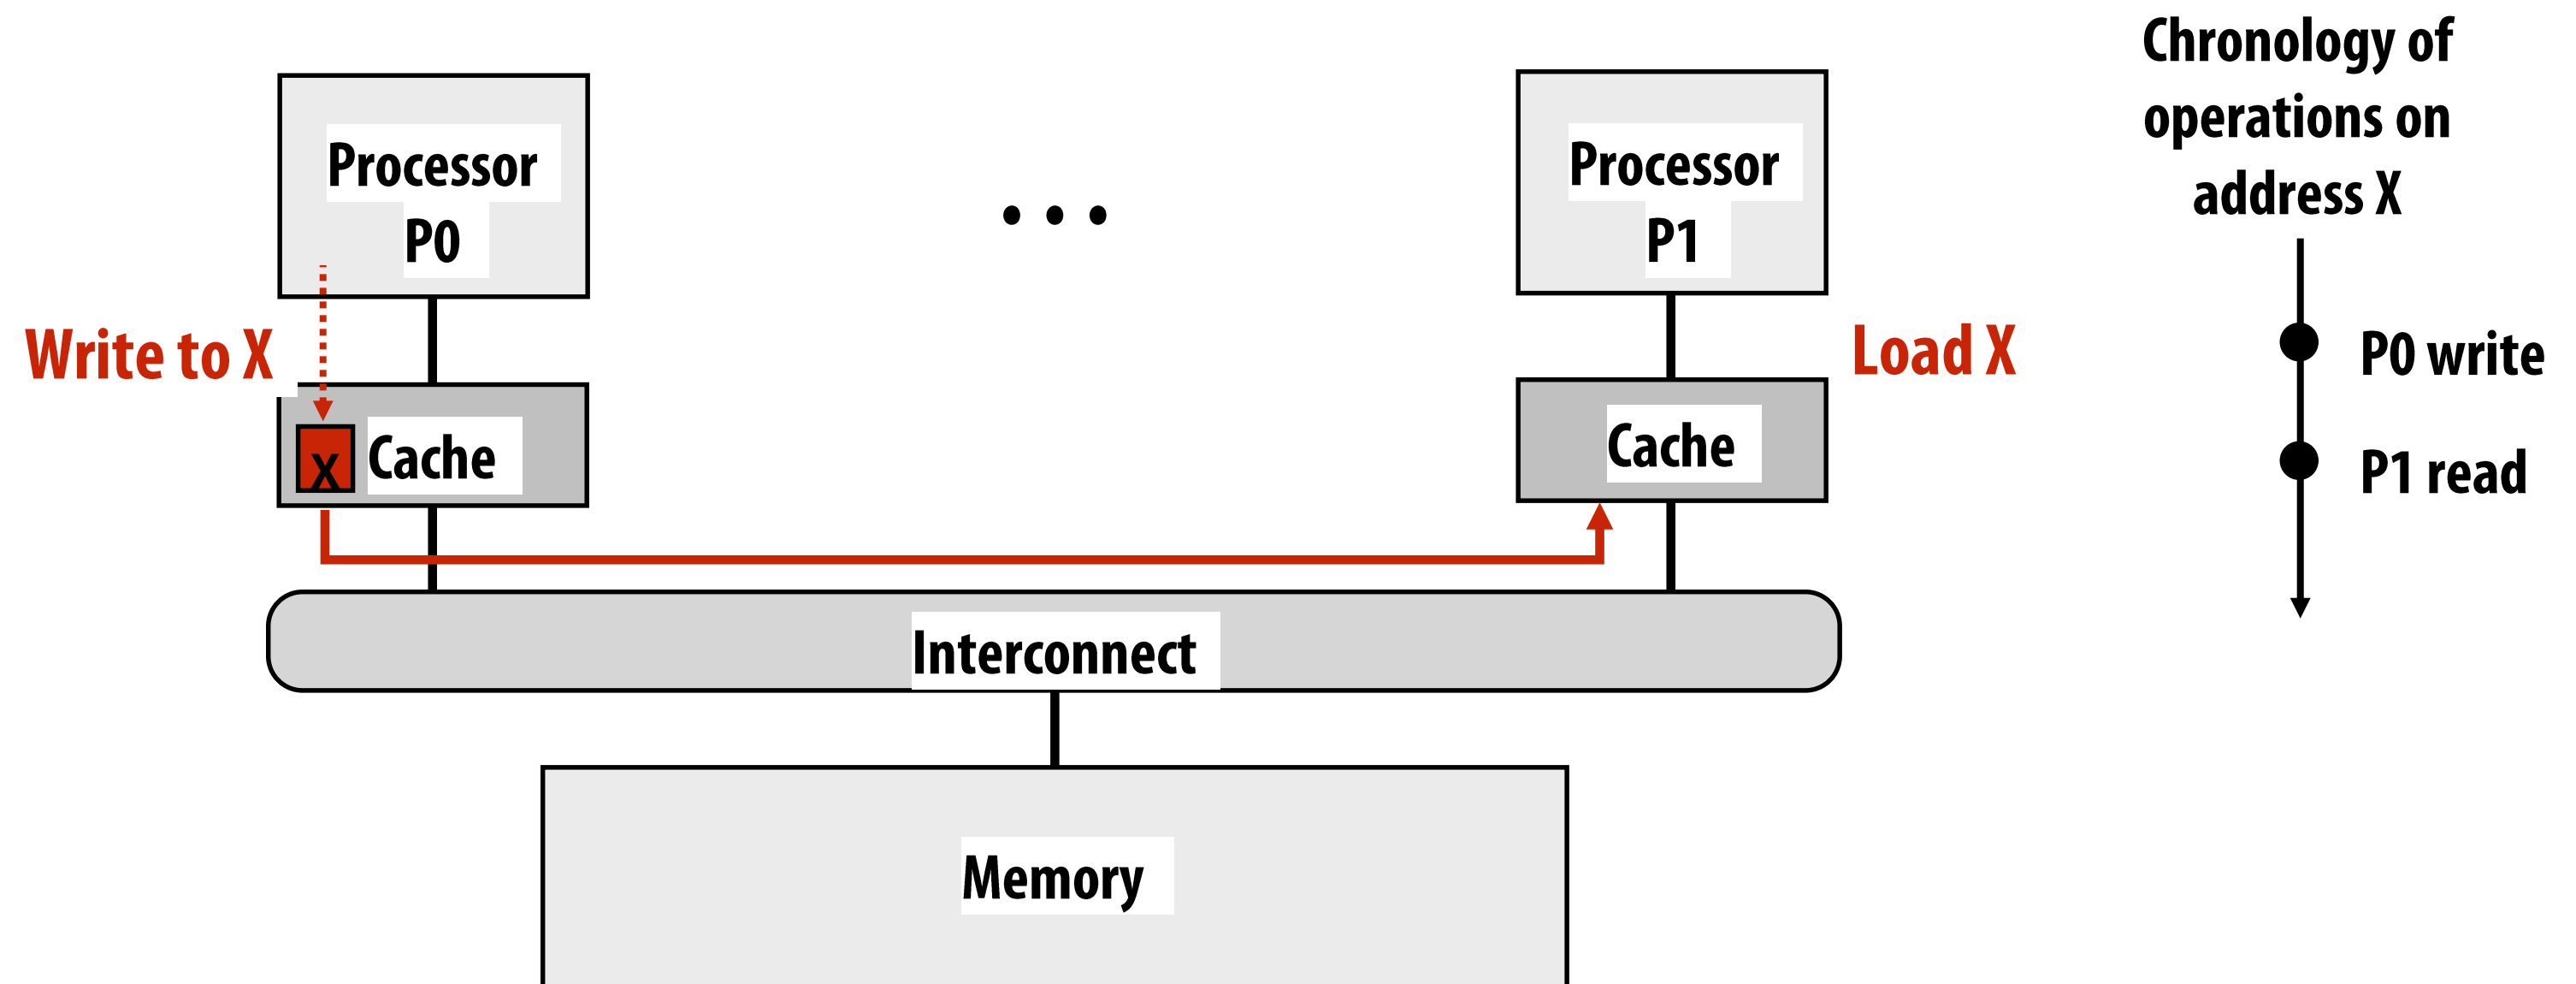 Processor
P0
Write to X
X
Cache
Processor
P1
Load X
Cache
Interconnect
Memory
Chronology of
operations on
address X
P0 write
P1 read